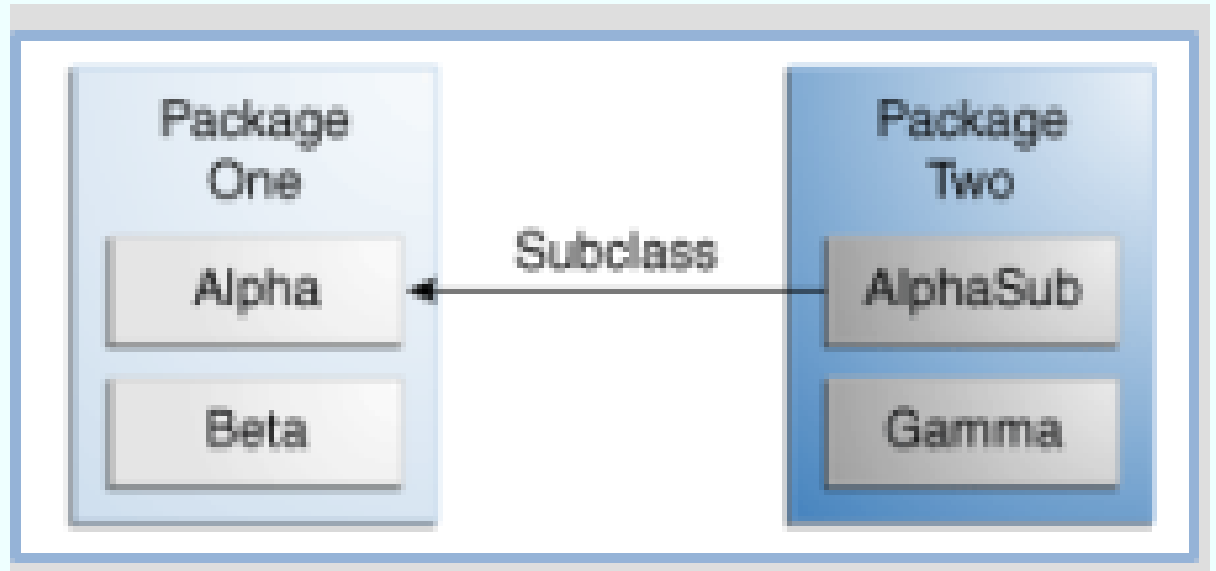 Package
One
Alpha
Beta
Subclass
Package
Two
AlphaSub
Gamma